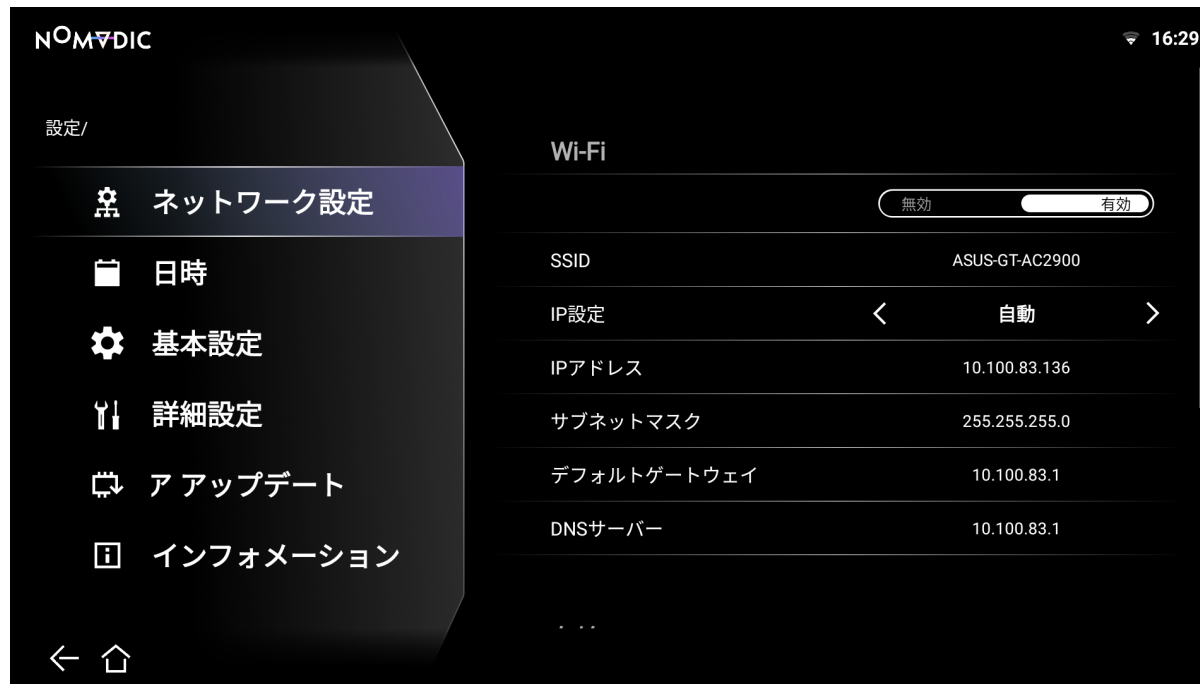 NOMADIC
16:29
設定/
ネットワーク設定
日時
基本設定
詳細設定
ア アップデート
インフォメーション
Wi-Fi
無効 有効
SSID ASUS-GT-AC2900
IP設定 自動
IPアドレス 10.100.83.136
サブネットマスク 255.255.255.0
デフォルトゲートウェイ 10.100.83.1
DNSサーバー 10.100.83.1